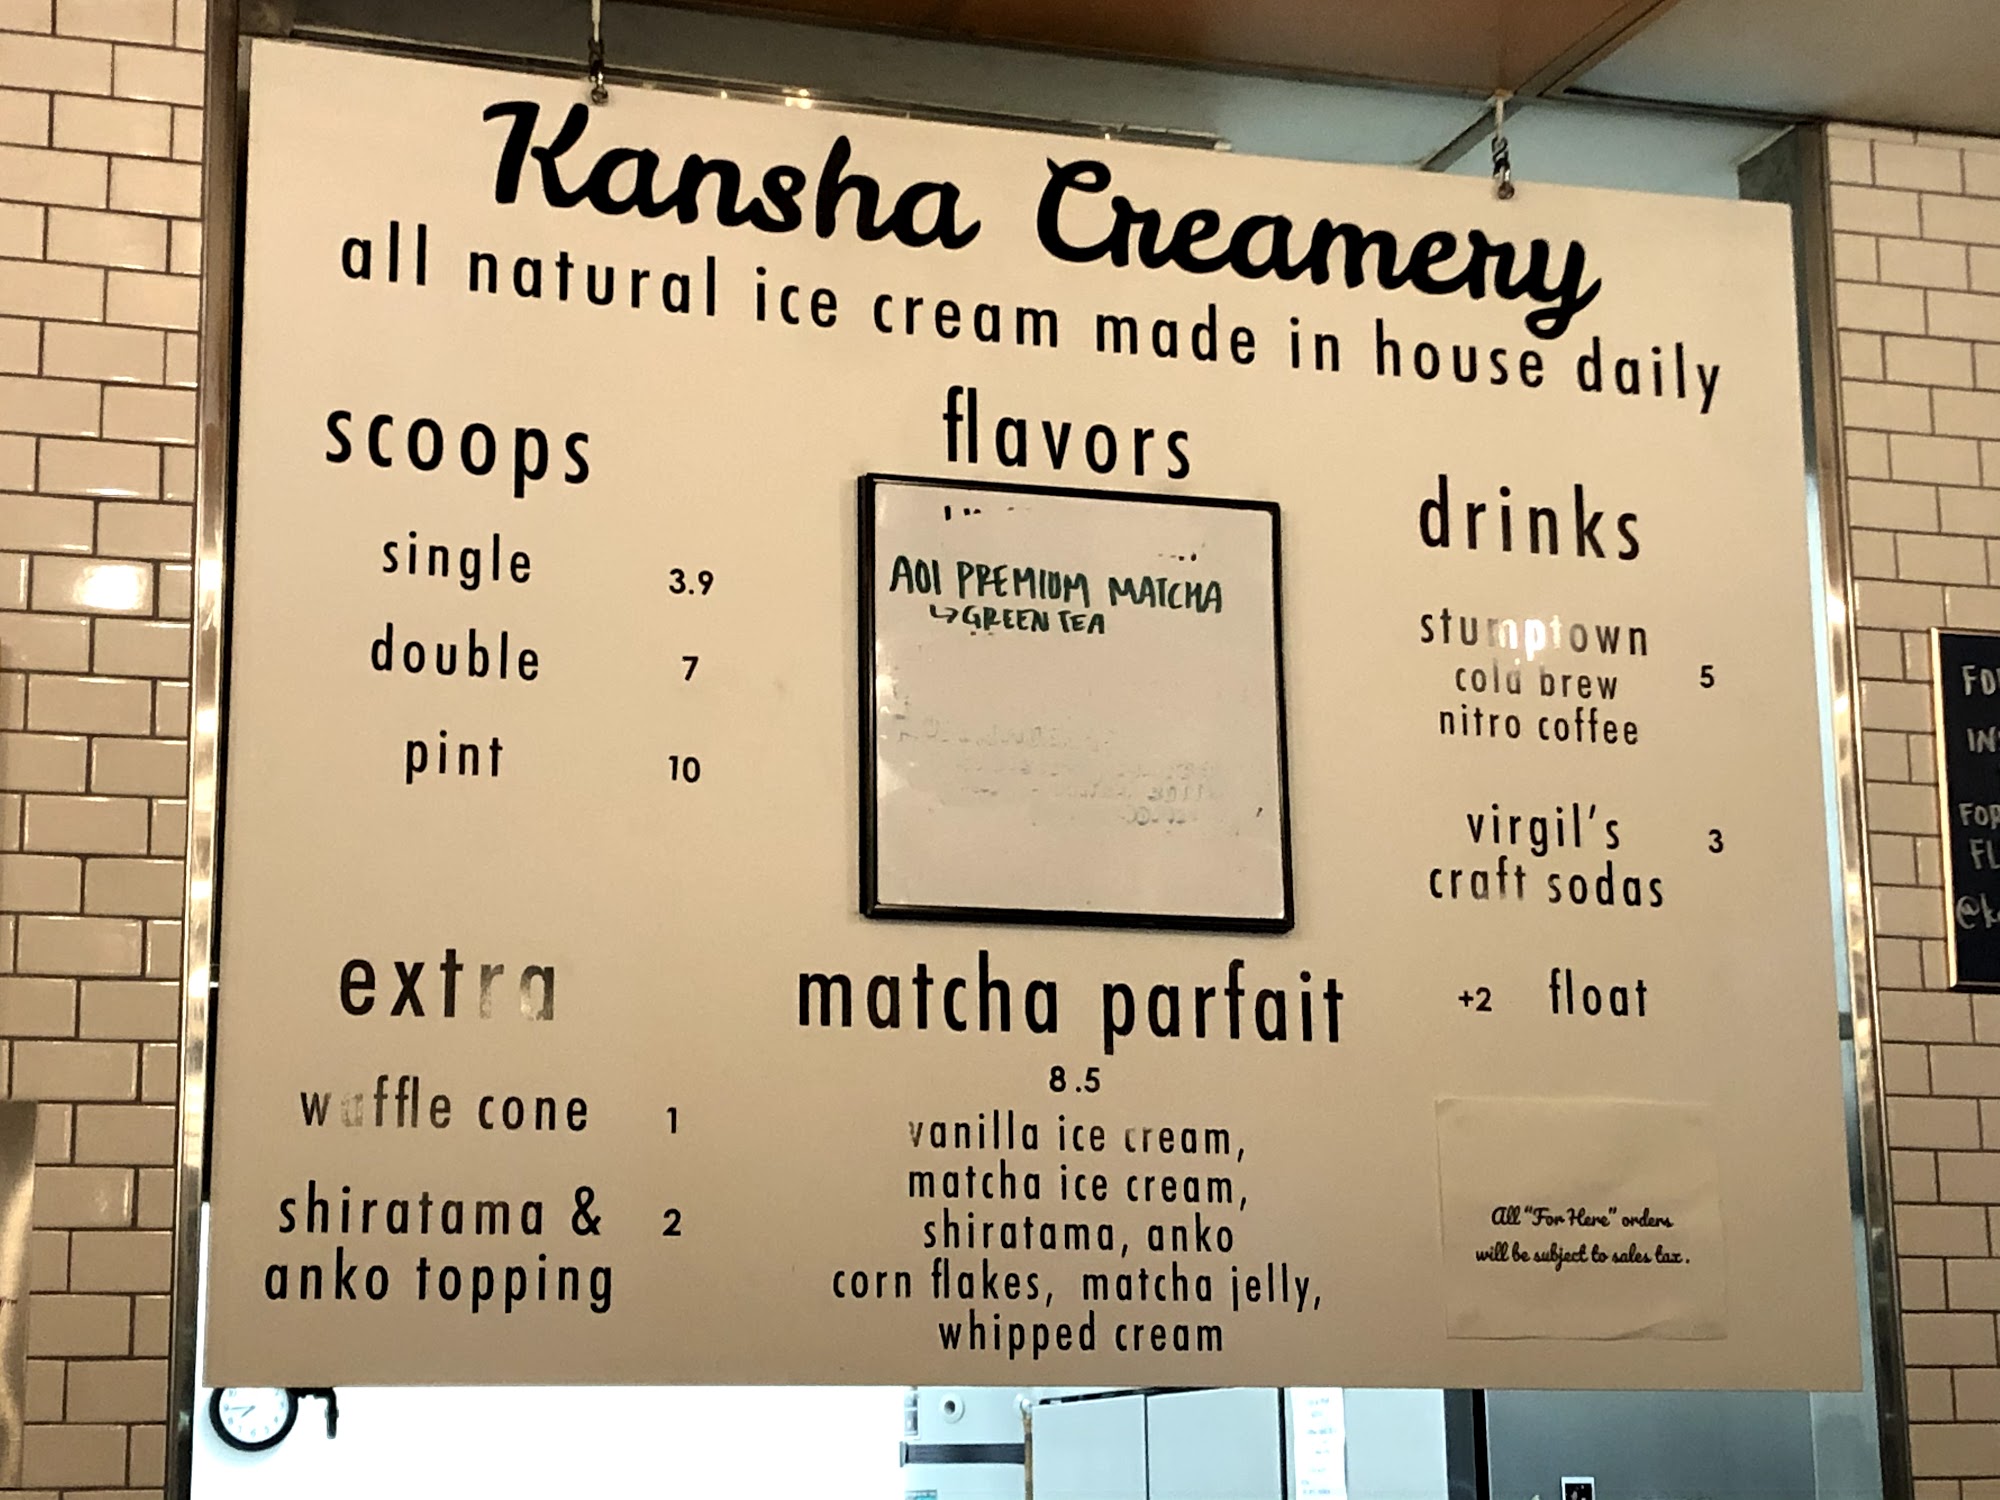 Kansha Creamery
all natural ice cream made in house daily
scoops
single 3.9
double 7
pint 10
extra
waffle cone 1
shiratama & 2
anko topping
flavors
AOI PREMIUM MATCHA
↳GREEN TEA
matcha parfait
8.5
vanilla ice cream,
matcha ice cream,
shiratama, anko
corn flakes, matcha jelly,
whipped cream
drinks
stumptown
cold brew 5
nitro coffee
virgil's 3
craft sodas
+2 float
All "For Here" orders
will be subject to sales tax.